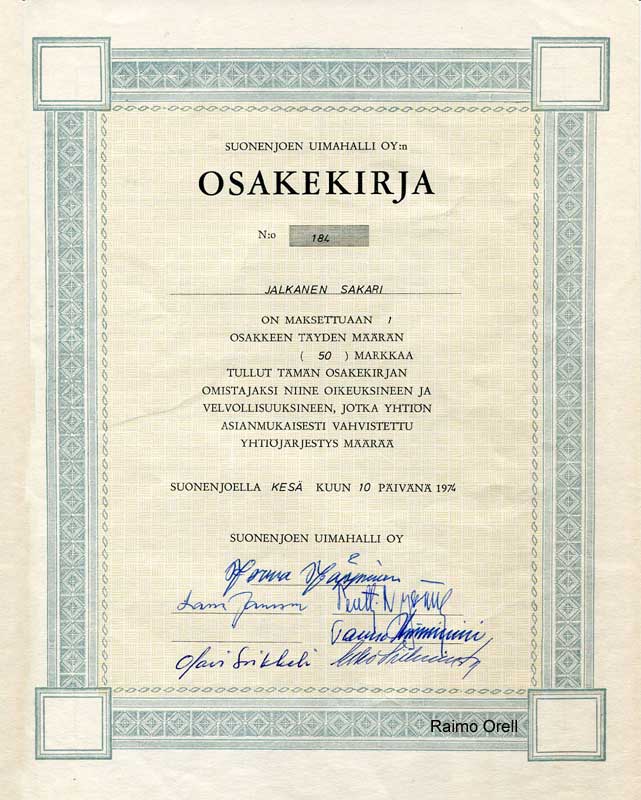 SUONENJOEN UIMAHALLI OY:n
OSAKEKIRJA
N:o 184
JALKANEN SAKARI
ON MAKSETTUAAN 1
OSAKKEEN TÄYDEN MÄÄRÄN
( 50 ) MARKKAA
TULLUT TÄMÄN OSAKEKIRJAN
OMISTAJAKSI NIINE OIKEUKSINEEN JA
VELVOLLISUUKSINEEN, JOTKA YHTIÖN
ASIANMUKAISESTI VAHVISTETTU
YHTIÖJÄRJESTYS MÄÄRÄÄ
SUONENJOELLA KESÄ KUUN 10 PÄIVÄNÄ 1974
SUONENJOEN UIMAHALLI OY
Raimo Orell